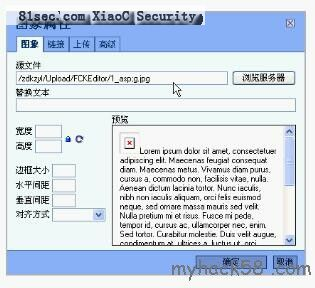 81sec'com XiaoC Security
图象属性
图象 链接 上传 高级
源文件
/zdkzyl/Upload/FCKEditor/1_asp;g.jpg 浏览服务器
替换文本
宽度
高度
边框大小
水平间距
垂直间距
对齐方式
预览
Lorem ipsum dolor sit amet, consectetuer
adipiscing elit. Maecenas feugiat consequat
diam. Maecenas metus. Vivamus diam purus,
cursus a, commodo non, facilisis vitae, nulla.
Aenean dictum lacinia tortor. Nunc iaculis,
nibh non iaculis aliquam, orci felis euismod
neque, sed ornare massa mauris sed velit.
Nulla pretium mi et risus. Fusce mi pede,
tempor id, cursus ac, ullamcorper nec, enim.
Sed tortor. Curabitur molestie. Duis velit augue,
condimentum at, ultrices a, luctus ut, orci.
确定 取消
myhack58.com